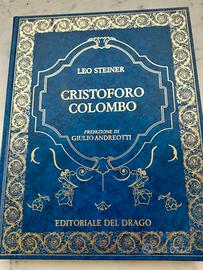 LEO STEINER
CRISTOFORO
COLOMBO
PREFAZIONE DI
GIULIO ANDREOTTI
EDITORIALE DEL DRAGO